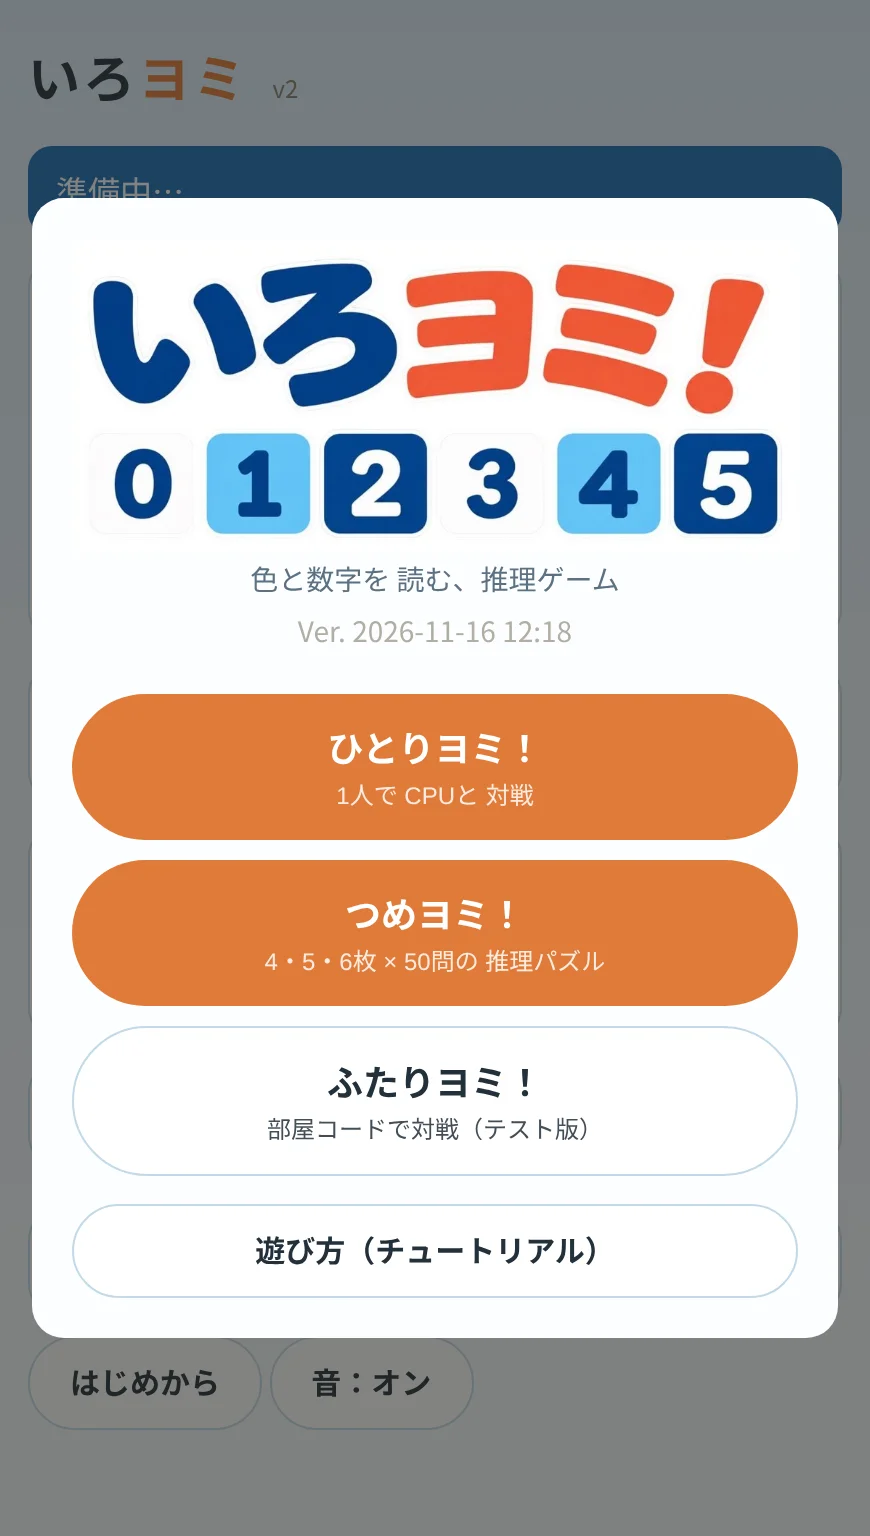 いろヨミ v2
準備中…
いろヨミ!
0 1 2 3 4 5
色と数字を 読む、推理ゲーム
Ver. 2026-11-16 12:18
ひとりヨミ！
1人で CPUと 対戦
つめヨミ！
4・5・6枚 × 50問の 推理パズル
ふたりヨミ！
部屋コードで対戦（テスト版）
遊び方（チュートリアル）
はじめから 音：オン